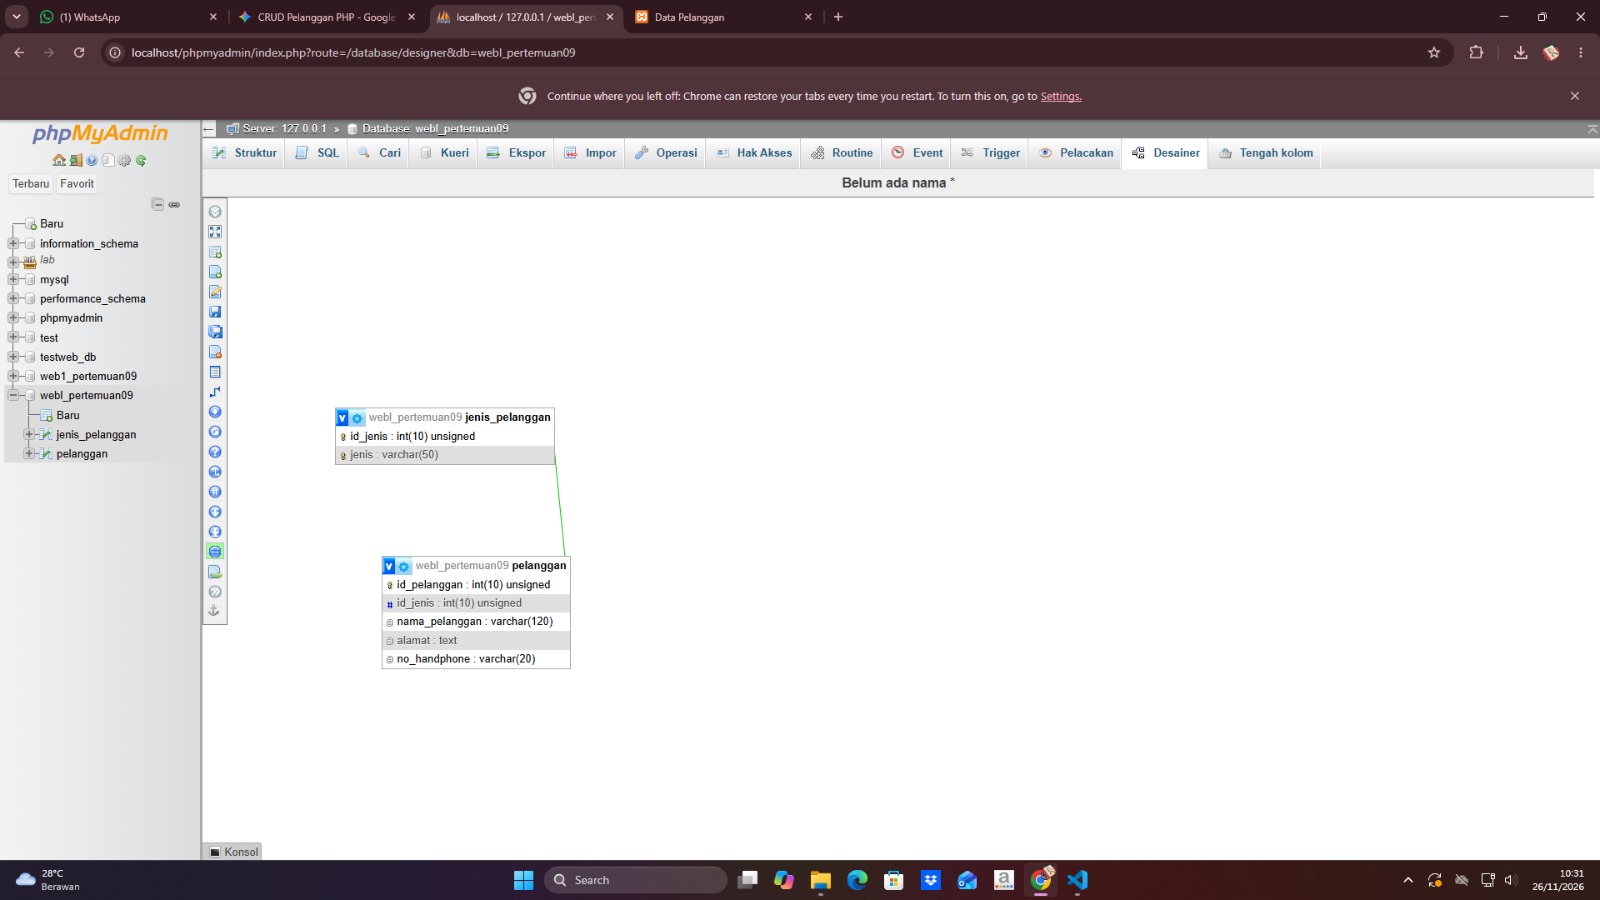 (1) WhatsApp
CRUD Pelanggan PHP - Google
localhost / 127.0.0.1 / webl_per
Data Pelanggan
localhost/phpmyadmin/index.php?route=/database/designer&db=webl_pertemuan09
Continue where you left off: Chrome can restore your tabs every time you restart. To turn this on, go to Settings.
phpMyAdmin
Server: 127.0.0.1 » Database: webl_pertemuan09
Struktur SQL Cari Kueri Ekspor Impor Operasi Hak Akses Routine Event Trigger Pelacakan Desainer Tengah kolom
Terbaru Favorit
Belum ada nama *
Baru
information_schema
lab
mysql
performance_schema
phpmyadmin
test
testweb_db
web1_pertemuan09
webl_pertemuan09
Baru
jenis_pelanggan
pelanggan
v webl_pertemuan09 jenis_pelanggan
id_jenis : int(10) unsigned
jenis : varchar(50)
v webl_pertemuan09 pelanggan
id_pelanggan : int(10) unsigned
# id_jenis : int(10) unsigned
nama_pelanggan : varchar(120)
alamat : text
no_handphone : varchar(20)
Konsol
28°C
Berawan
Search
10:31
26/11/2026